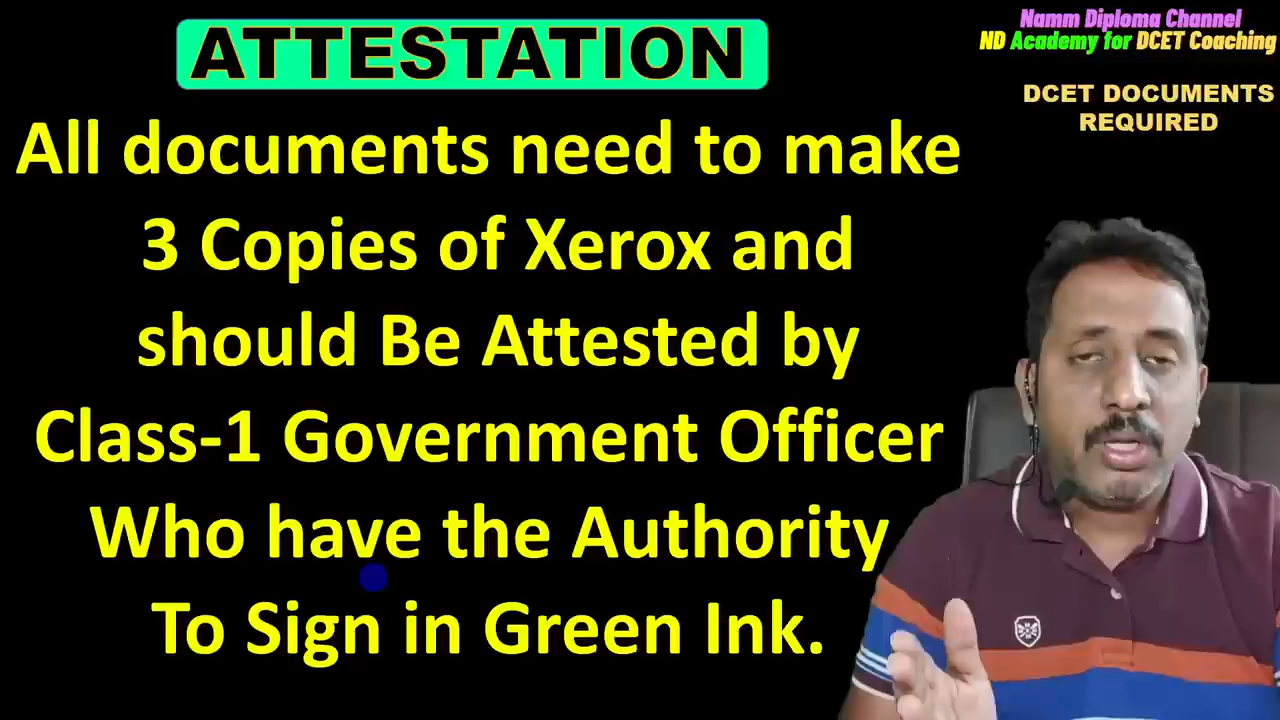 ATTESTATION
Namm Diploma Channel
ND Academy for DCET Coaching
DCET DOCUMENTS
REQUIRED
All documents need to make
3 Copies of Xerox and
should Be Attested by
Class-1 Government Officer
Who have the Authority
To Sign in Green Ink.